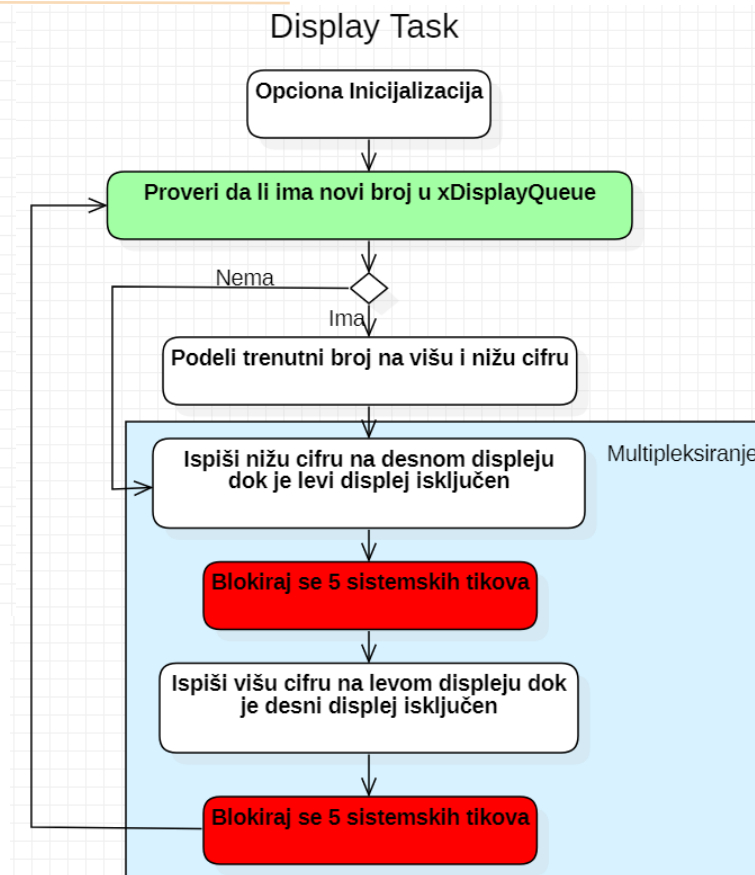 Display Task
Opciona Inicijalizacija
Proveri da li ima novi broj u xDisplayQueue
Nema
Ima
Podeli trenutni broj na višu i nižu cifru
Multipleksiranje
Ispiši nižu cifru na desnom displeju
dok je levi displej isključen
Blokiraj se 5 sistemskih tikova
Ispiši višu cifru na levom displeju dok
je desni displej isključen
Blokiraj se 5 sistemskih tikova